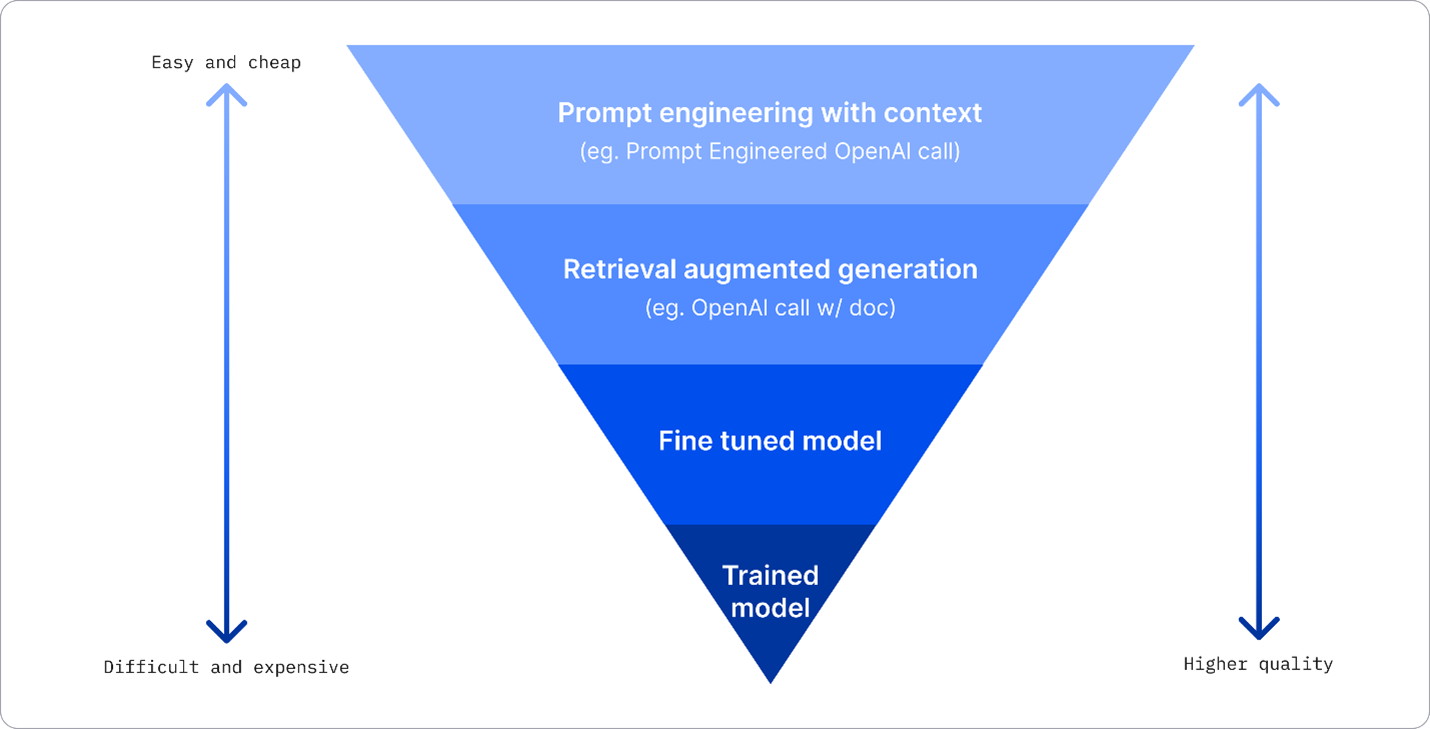 Easy and cheap
Prompt engineering with context
(eg. Prompt Engineered OpenAI call)
Retrieval augmented generation
(eg. OpenAI call w/ doc)
Fine tuned model
Trained
model
Difficult and expensive
Higher quality